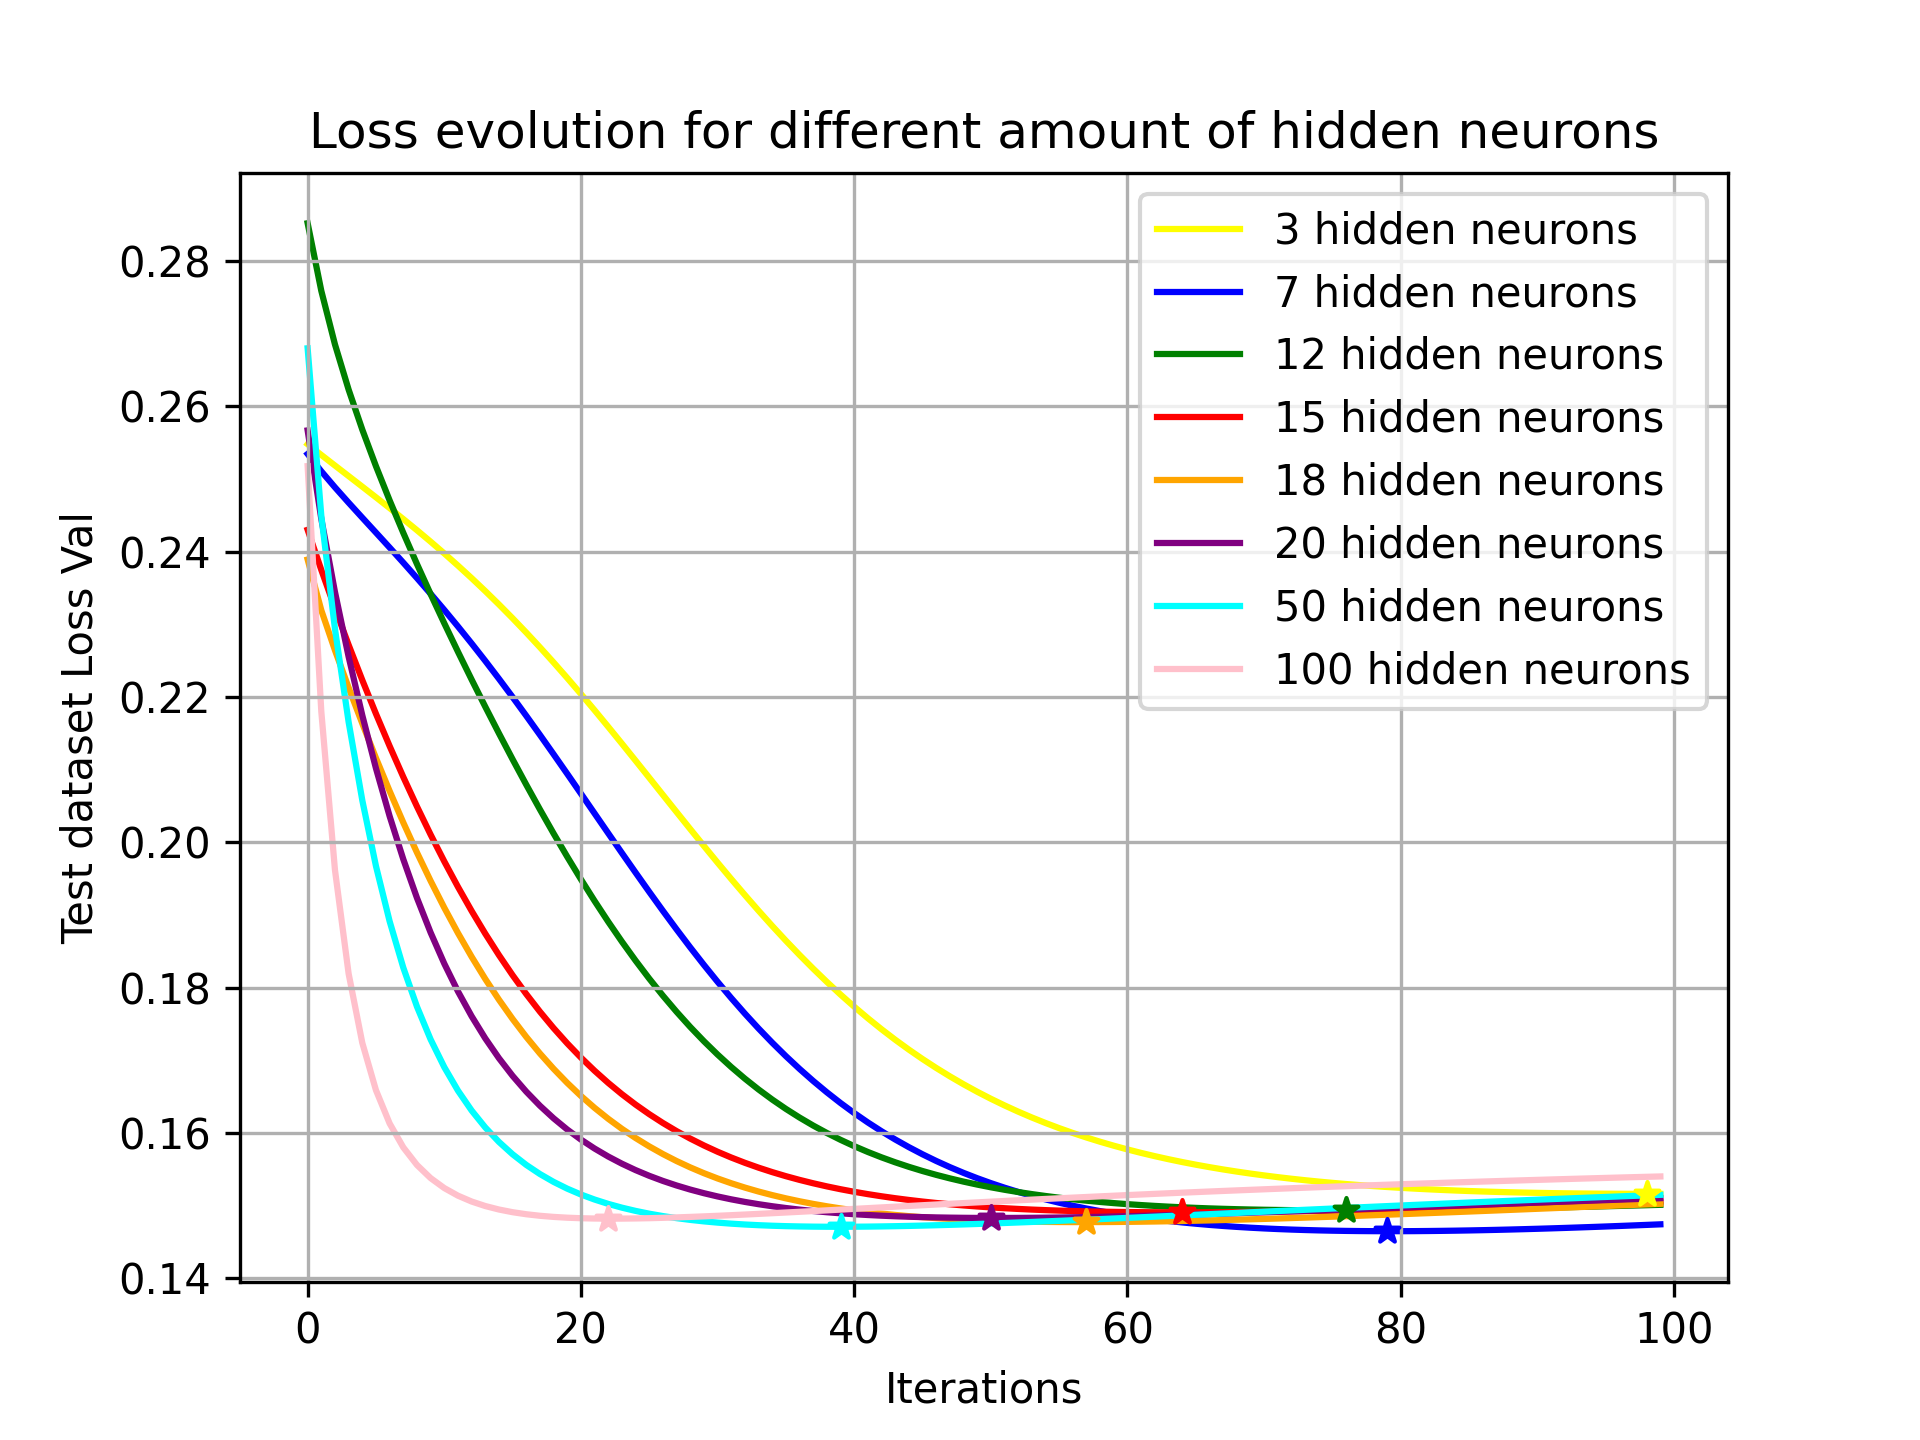 Loss evolution for different amount of hidden neurons
3 hidden neurons
7 hidden neurons
12 hidden neurons
15 hidden neurons
18 hidden neurons
20 hidden neurons
50 hidden neurons
100 hidden neurons
Test dataset Loss Val
0.28
0.26
0.24
0.22
0.20
0.18
0.16
0.14
0 20 40 60 80 100
Iterations